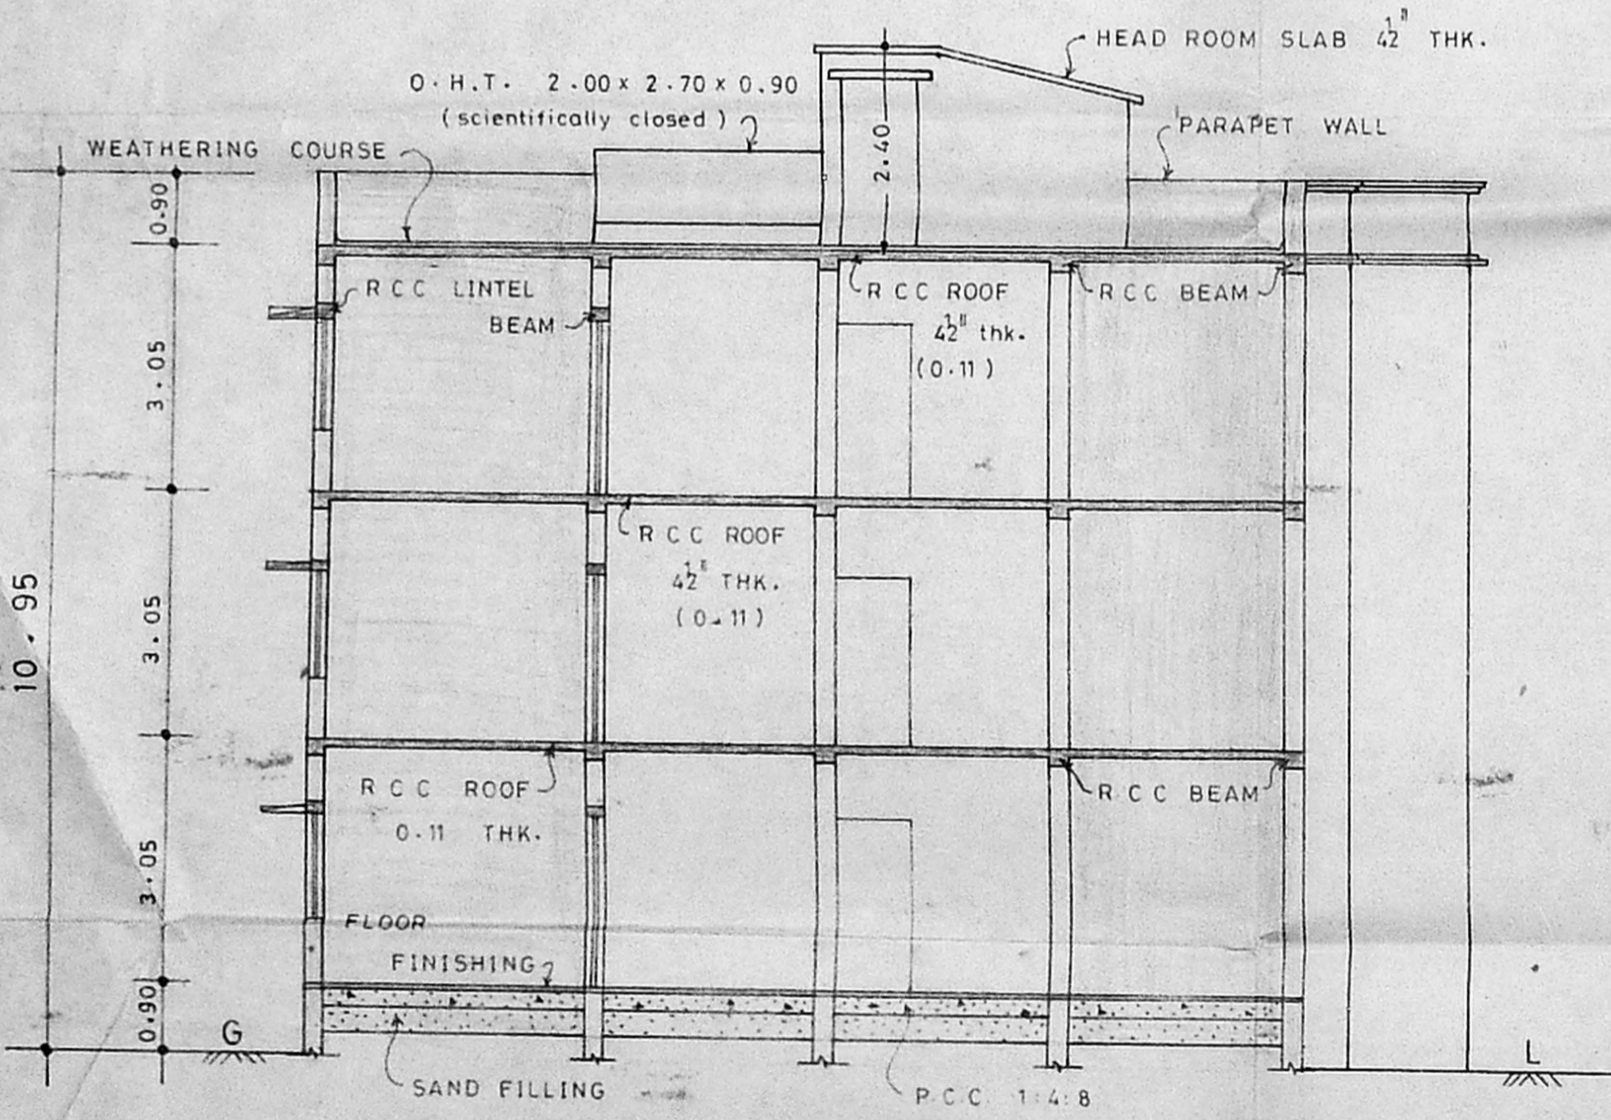 HEAD ROOM SLAB 4½" THK.
O.H.T. 2.00 x 2.70 x 0.90
(scientifically closed)
PARAPET WALL
WEATHERING COURSE
2.40
0.90
RCC LINTEL
BEAM
RCC ROOF
4½" thk.
(0.11)
RCC BEAM
3.05
RCC ROOF
4½" THK.
(0.11)
3.05
10.95
RCC ROOF
0.11 THK.
RCC BEAM
3.05
FLOOR
FINISHING
0.90
G
L
SAND FILLING
P.C.C. 1:4:8